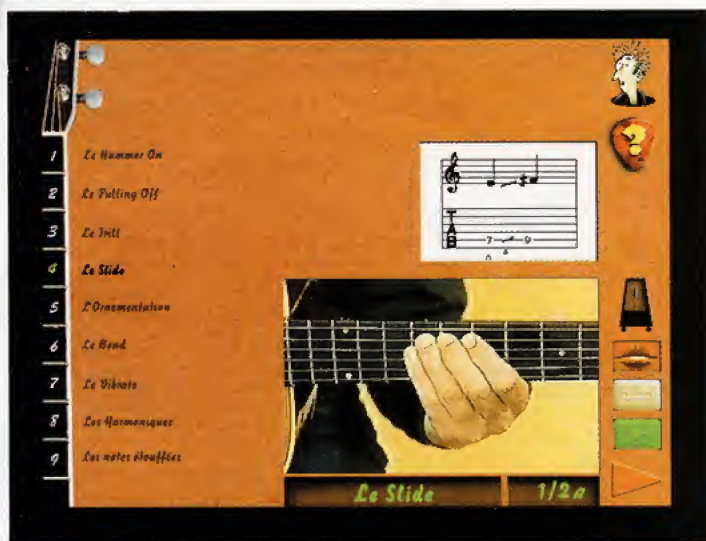 1 Le Hammer On
2 Le Pulling Off
3 Le Trill
4 Le Slide
5 L'Ornementation
6 Le Bend
7 Le Vibrato
8 Les Harmoniques
9 Les notes étouffées
?
T
A
B
7 9
Le Slide 1/2a